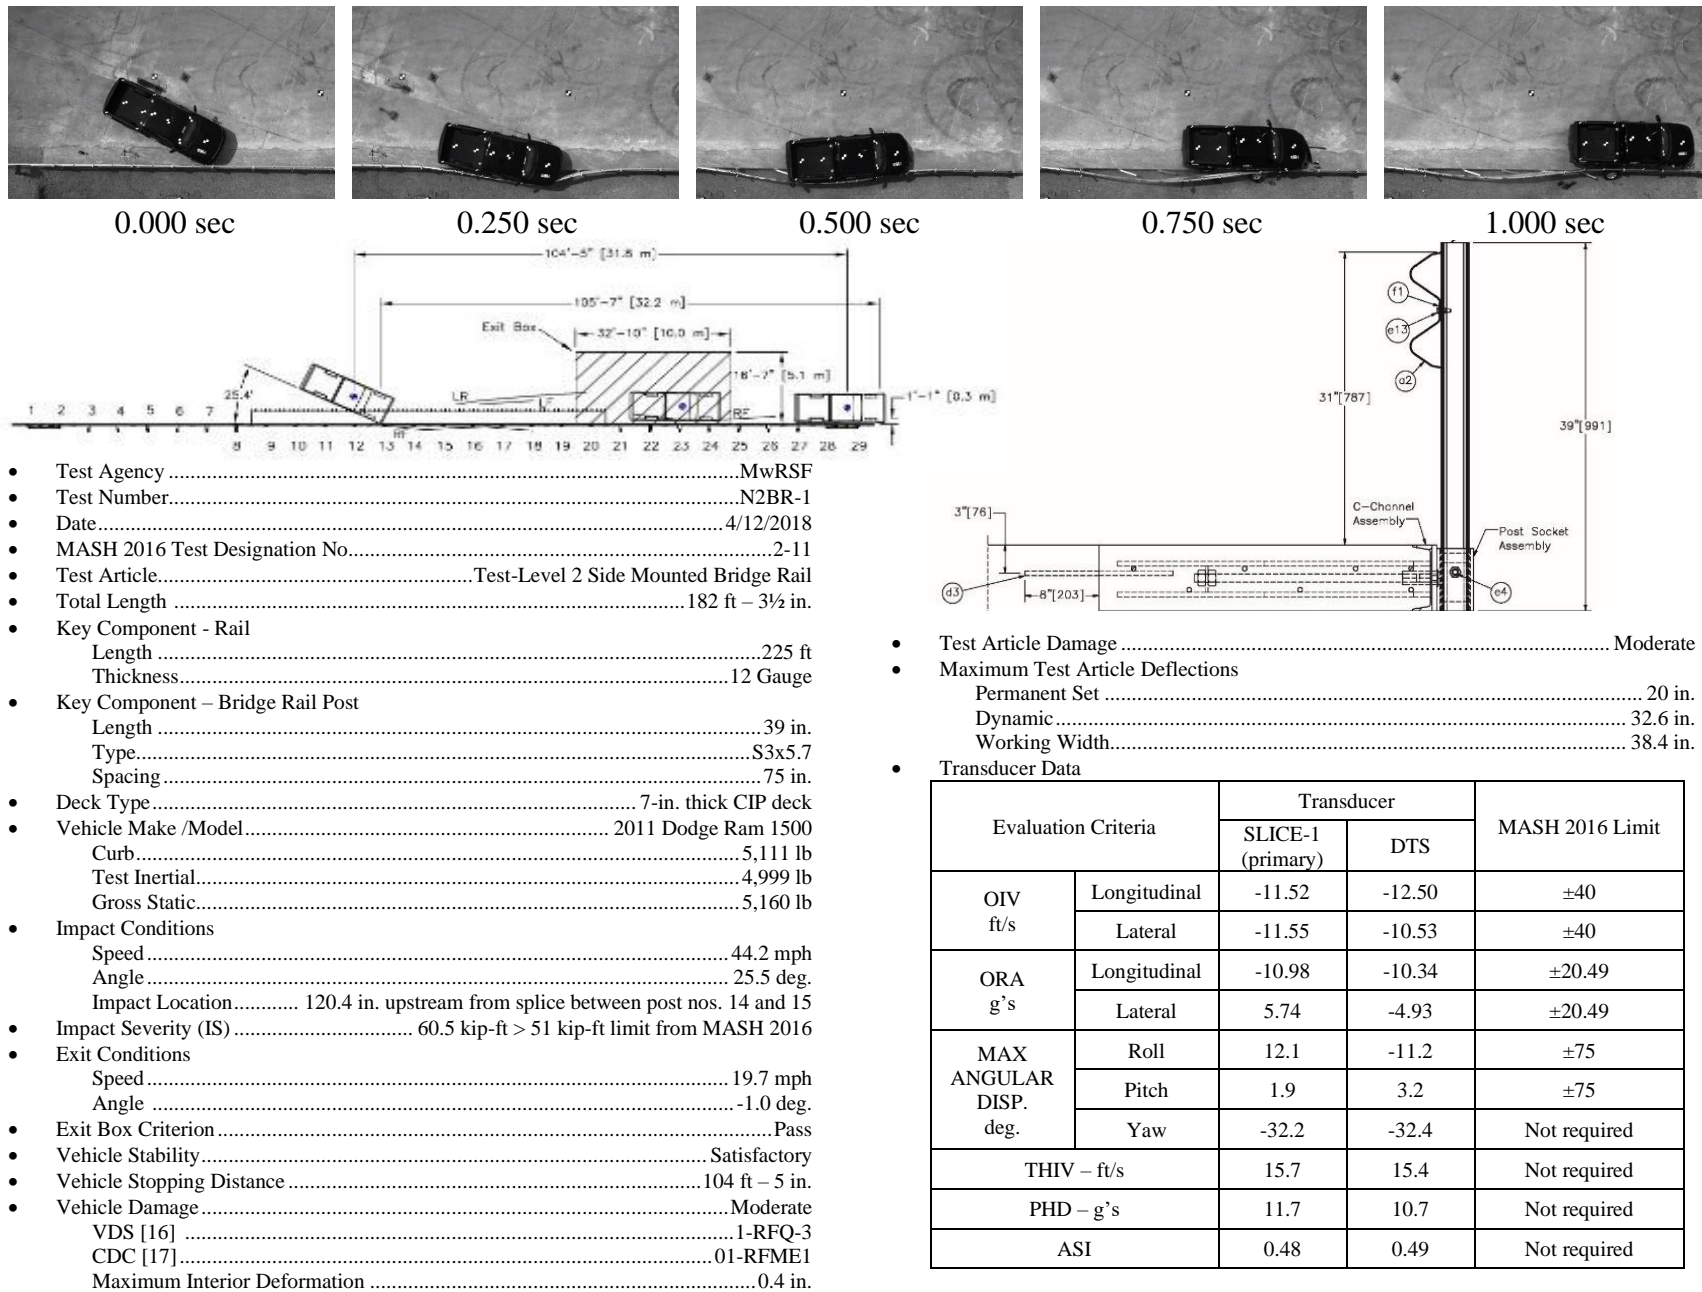 0.000 sec
0.250 sec
0.500 sec
0.750 sec
1.000 sec
104'-5" [31.8 m]
105'-7" [32.2 m]
Exit Box
32'-10" [10.0 m]
16'-7" [5.1 m]
25.4'
LR
LF
RF
RF
1'-1" [0.3 m]
1 2 3 4 5 6 7
8 9 10 11 12 13 14 15 16 17 18 19 20 21 22 23 24 25 26 27 28 29
f1
e13
a2
31"[787]
39"[991]
C-Channel
Assembly
Post Socket
Assembly
3"[76]
d3
8"[203]
e4
• Test Agency ........ MwRSF
• Test Number ........ N2BR-1
• Date ........ 4/12/2018
• MASH 2016 Test Designation No. ........ 2-11
• Test Article ........ Test-Level 2 Side Mounted Bridge Rail
• Total Length ........ 182 ft – 3½ in.
• Key Component - Rail
Length ........ 225 ft
Thickness ........ 12 Gauge
• Key Component – Bridge Rail Post
Length ........ 39 in.
Type ........ S3x5.7
Spacing ........ 75 in.
• Deck Type ........ 7-in. thick CIP deck
• Vehicle Make /Model ........ 2011 Dodge Ram 1500
Curb ........ 5,111 lb
Test Inertial ........ 4,999 lb
Gross Static ........ 5,160 lb
• Impact Conditions
Speed ........ 44.2 mph
Angle ........ 25.5 deg.
Impact Location ........ 120.4 in. upstream from splice between post nos. 14 and 15
• Impact Severity (IS) ........ 60.5 kip-ft > 51 kip-ft limit from MASH 2016
• Exit Conditions
Speed ........ 19.7 mph
Angle ........ -1.0 deg.
• Exit Box Criterion ........ Pass
• Vehicle Stability ........ Satisfactory
• Vehicle Stopping Distance ........ 104 ft – 5 in.
• Vehicle Damage ........ Moderate
VDS [16] ........ 1-RFQ-3
CDC [17] ........ 01-RFME1
Maximum Interior Deformation ........ 0.4 in.
• Test Article Damage ........ Moderate
• Maximum Test Article Deflections
Permanent Set ........ 20 in.
Dynamic ........ 32.6 in.
Working Width ........ 38.4 in.
• Transducer Data
Evaluation Criteria Transducer MASH 2016 Limit
SLICE-1 (primary) DTS
OIV ft/s Longitudinal -11.52 -12.50 ±40
Lateral -11.55 -10.53 ±40
ORA g's Longitudinal -10.98 -10.34 ±20.49
Lateral 5.74 -4.93 ±20.49
MAX ANGULAR DISP. deg. Roll 12.1 -11.2 ±75
Pitch 1.9 3.2 ±75
Yaw -32.2 -32.4 Not required
THIV – ft/s 15.7 15.4 Not required
PHD – g's 11.7 10.7 Not required
ASI 0.48 0.49 Not required